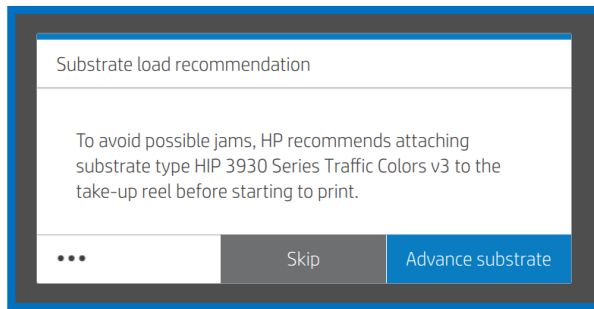 Substrate load recommendation
To avoid possible jams, HP recommends attaching
substrate type HIP 3930 Series Traffic Colors v3 to the
take-up reel before starting to print.
••• Skip Advance substrate